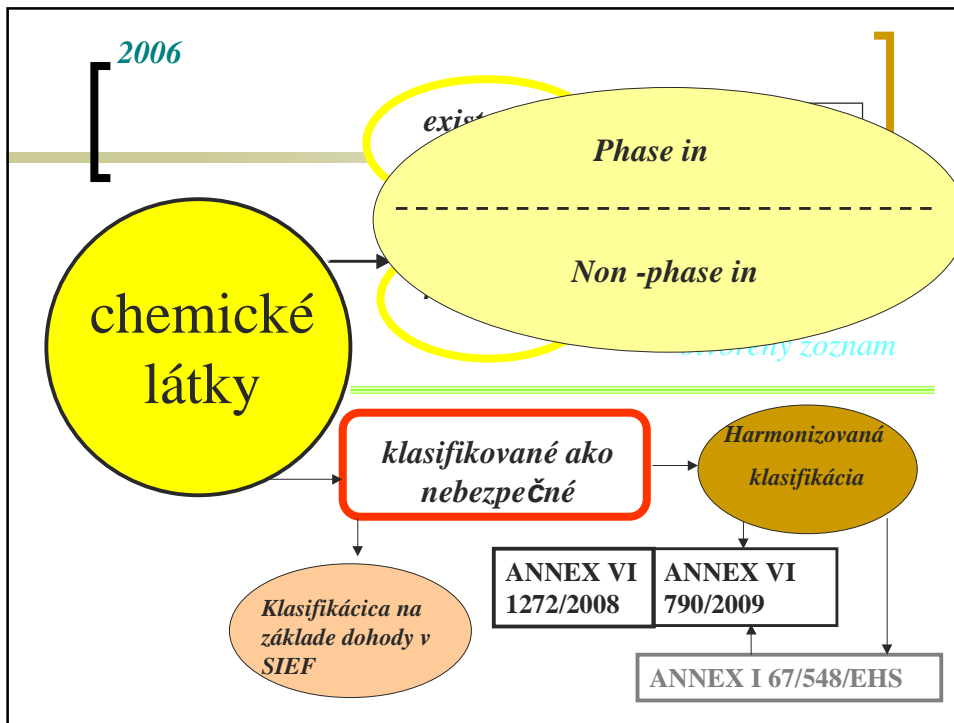 2006
Phase in
Non -phase in
zoznam
chemické
látky
klasifikované ako
nebezpečné
Harmonizovaná
klasifikácia
ANNEX VI
1272/2008
ANNEX VI
790/2009
Klasifikácica na
základe dohody v
SIEF
ANNEX I 67/548/EHS